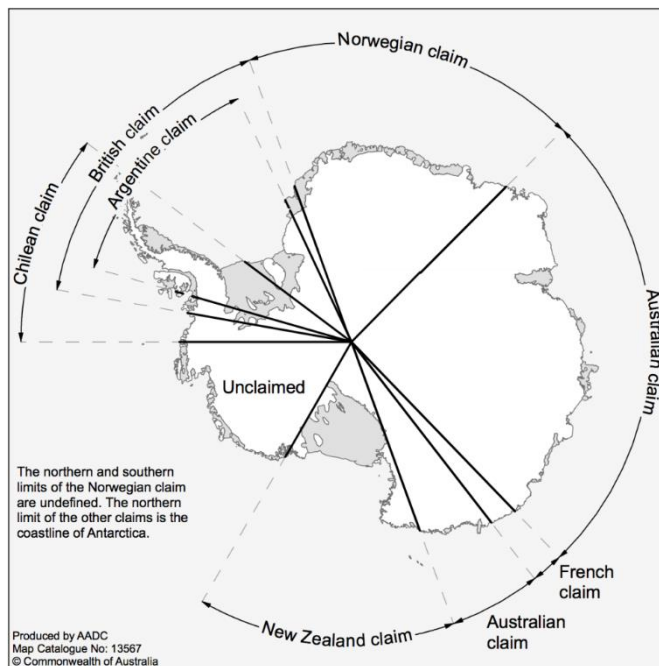 Norwegian claim
British claim
Argentine claim
Chilean claim
Australian claim
Unclaimed
The northern and southern
limits of the Norwegian claim
are undefined. The northern
limit of the other claims is the
coastline of Antarctica.
French
claim
Australian
claim
New Zealand claim
Produced by AADC
Map Catalogue No: 13567
© Commonwealth of Australia